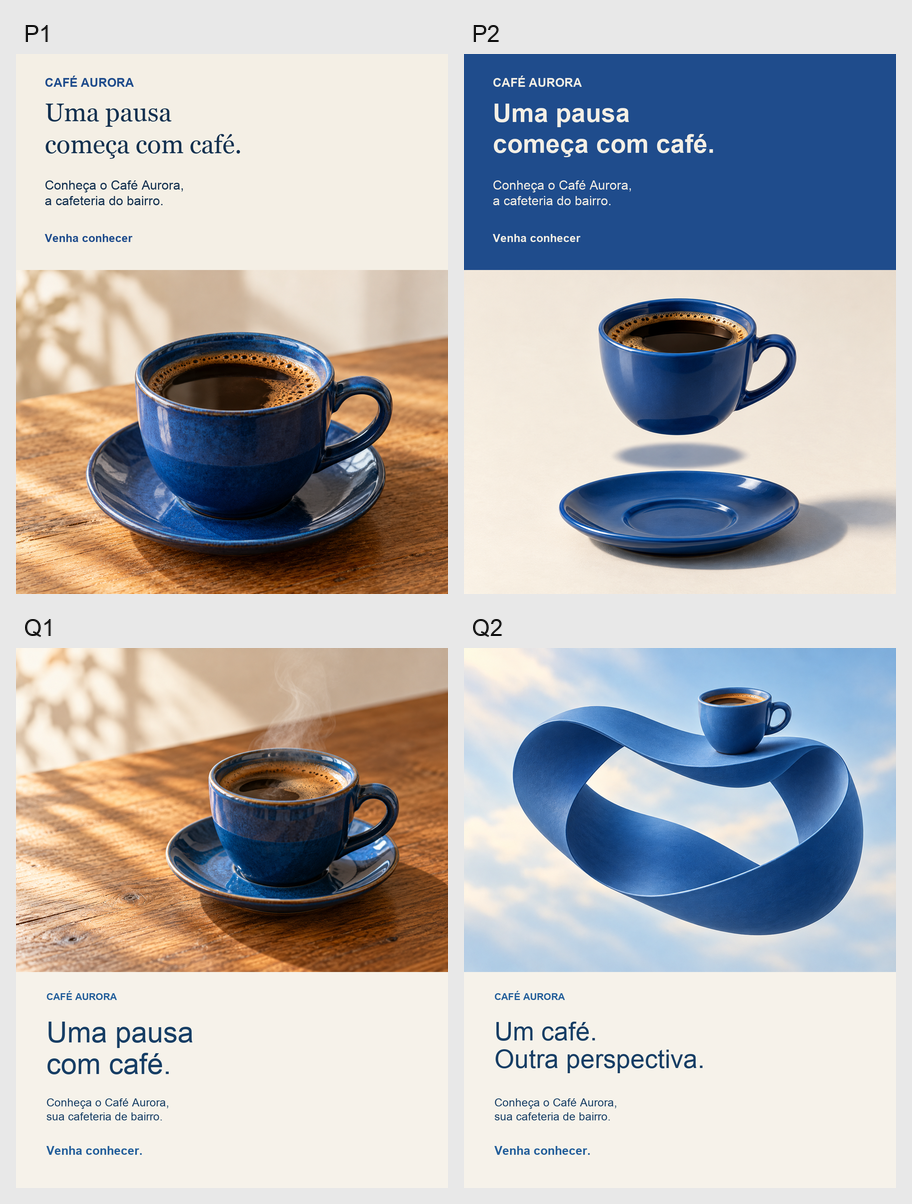 P1
CAFÉ AURORA
Uma pausa
começa com café.
Conheça o Café Aurora,
a cafeteria do bairro.
Venha conhecer
P2
CAFÉ AURORA
Uma pausa
começa com café.
Conheça o Café Aurora,
a cafeteria do bairro.
Venha conhecer
Q1
CAFÉ AURORA
Uma pausa
com café.
Conheça o Café Aurora,
sua cafeteria de bairro.
Venha conhecer.
Q2
CAFÉ AURORA
Um café.
Outra perspectiva.
Conheça o Café Aurora,
sua cafeteria de bairro.
Venha conhecer.